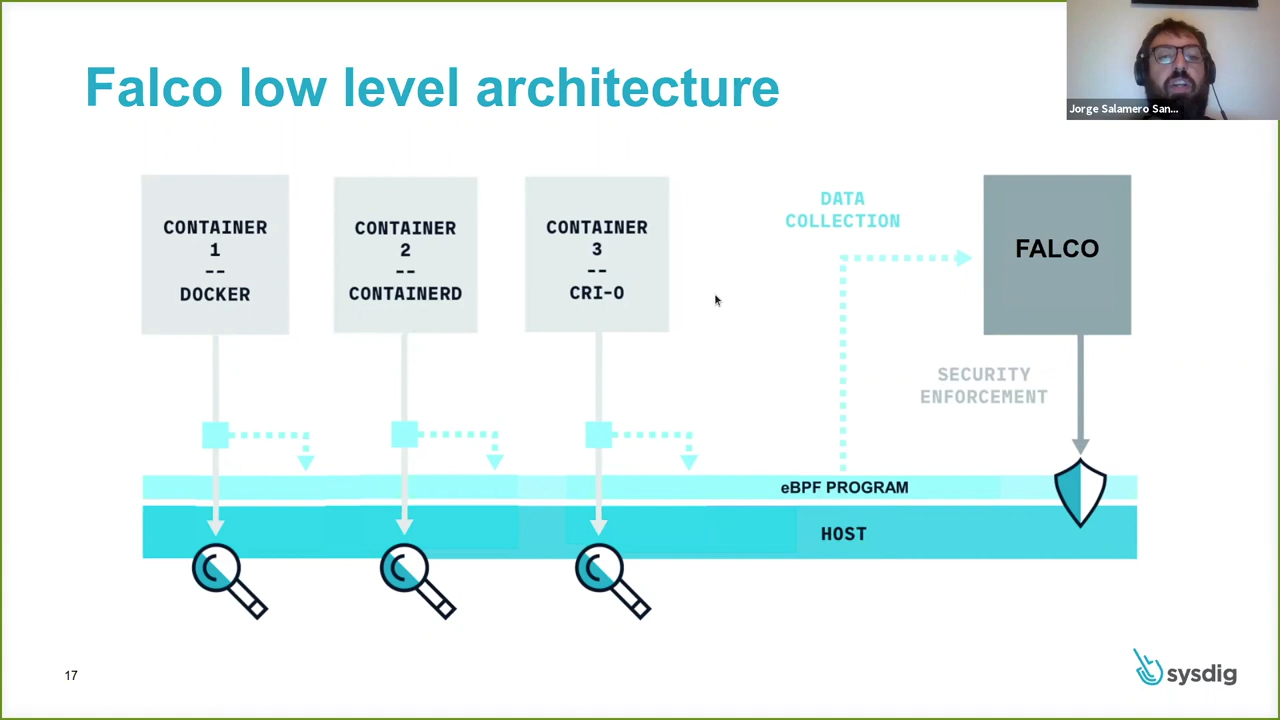 Falco low level architecture
Jorge Salamero San...
CONTAINER
1
--
DOCKER
CONTAINER
2
--
CONTAINERD
CONTAINER
3
--
CRI-O
DATA
COLLECTION
FALCO
SECURITY
ENFORCEMENT
eBPF PROGRAM
HOST
17
sysdig